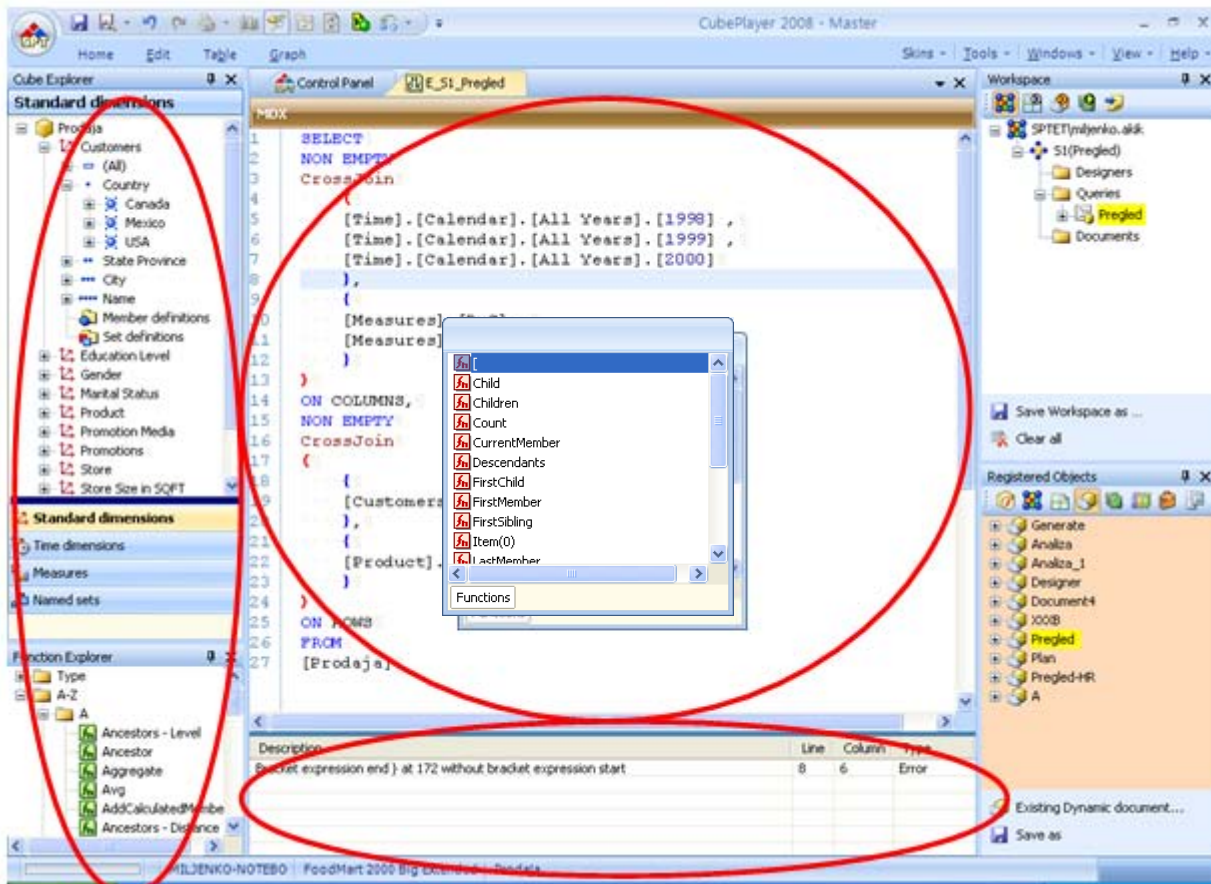 CubePlayer 2008 - Master
Home Edit Table Graph
Skins Tools Windows View Help
Cube Explorer
Standard dimensions
Prodaja
Customers
(All)
Country
Canada
Mexico
USA
State Province
City
Name
Member definitions
Set definitions
Education Level
Gender
Marital Status
Product
Promotion Media
Promotions
Store
Store Size in SQFT
Standard dimensions
Time dimensions
Measures
Named sets
Function Explorer
Type
A-Z
A
Ancestors - Level
Ancestor
Aggregate
Avg
AddCalculatedMembe
Ancestors - Distance
Control Panel E_S1_Pregled
MDX
1 SELECT
2 NON EMPTY
3 CrossJoin
4 (
5 [Time].[Calendar].[All Years].[1998] ,
6 [Time].[Calendar].[All Years].[1999] ,
7 [Time].[Calendar].[All Years].[2000]
8 },
9 {
10 [Measures]
11 [Measures]
12 }
13 )
14 ON COLUMNS,
15 NON EMPTY
16 CrossJoin
17 (
18 {
19 [Customers
20 },
21 {
22 [Product].
23 }
24 )
25 ON ROWS
26 FROM
27 [Prodaja]
[
Child
Children
Count
CurrentMember
Descendants
FirstChild
FirstMember
FirstSibling
Item(0)
LastMember
Functions
Description Line Column Type
Bracket expression end } at 172 without bracket expression start 8 6 Error
Workspace
SPTET\miljenko.akik
S1(Pregled)
Designers
Queries
Pregled
Documents
Save Workspace as ...
Clear all
Registered Objects
Generate
Analiza
Analiza_1
Designer
Document4
XXXB
Pregled
Plan
Pregled-HR
A
Existing Dynamic document...
Save as
MILJENKO-NOTEBO FoodMart 2000 Big Extended Prodaja